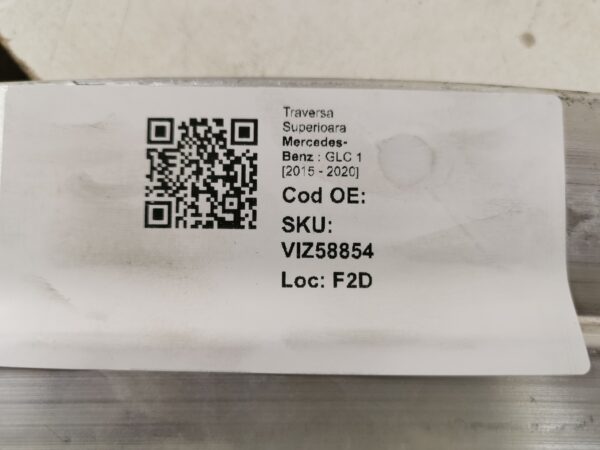 Traversa
Superioara
Mercedes-
Benz : GLC 1
[2015 - 2020]
Cod OE:
SKU:
VIZ58854
Loc: F2D